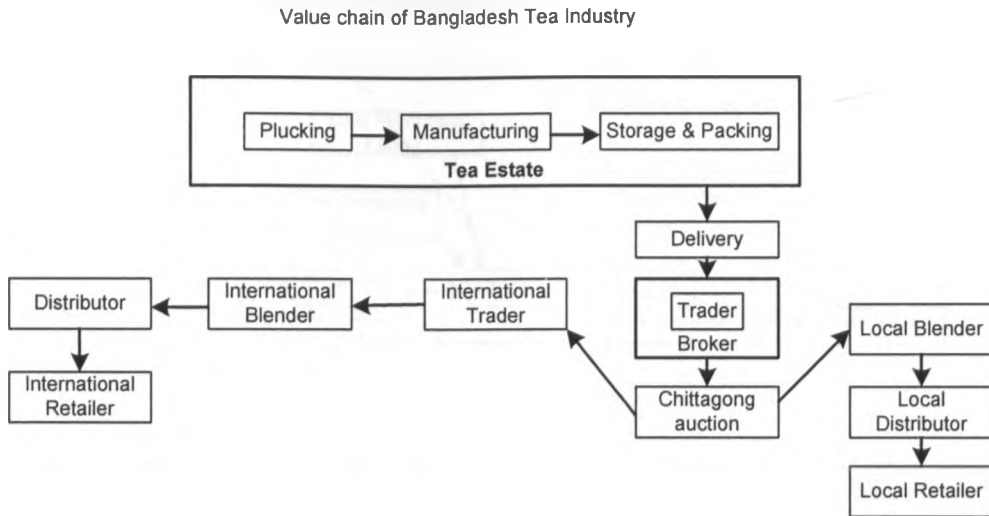 Value chain of Bangladesh Tea Industry
Plucking
Manufacturing
Storage & Packing
Tea Estate
Delivery
Trader
Broker
Chittagong
auction
International
Trader
International
Blender
Distributor
International
Retailer
Local Blender
Local
Distributor
Local Retailer